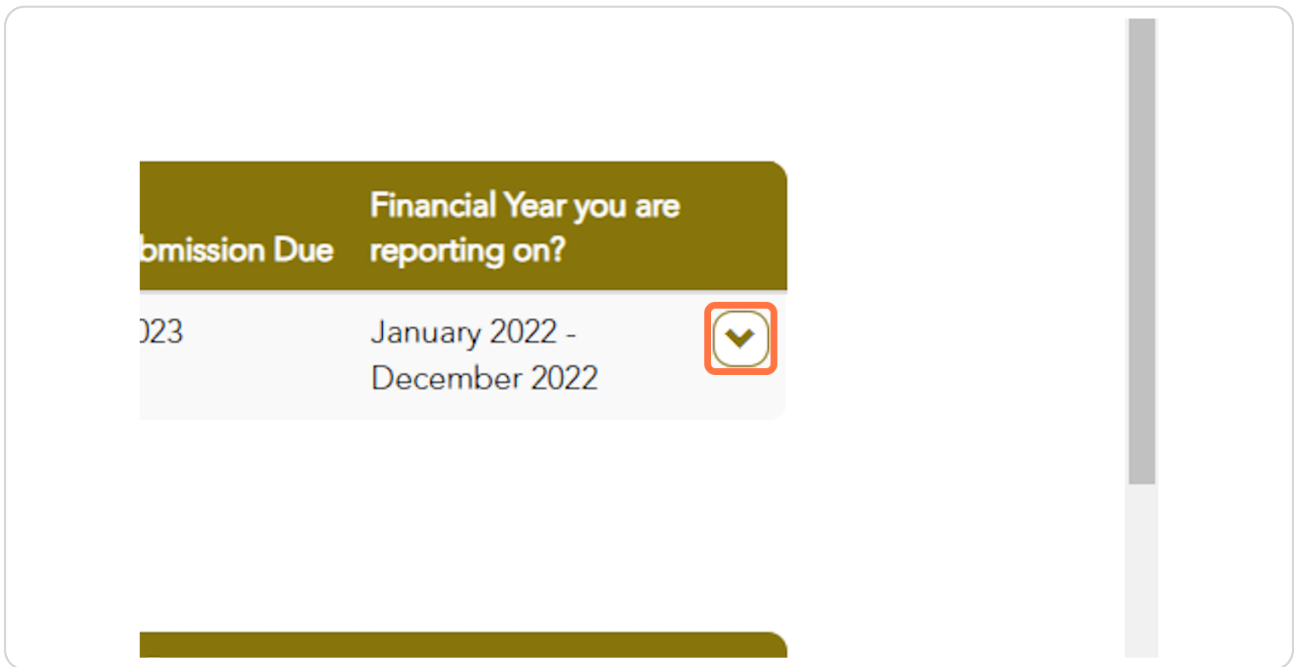 Financial Year you are
bmission Due reporting on?
023 January 2022 -
December 2022